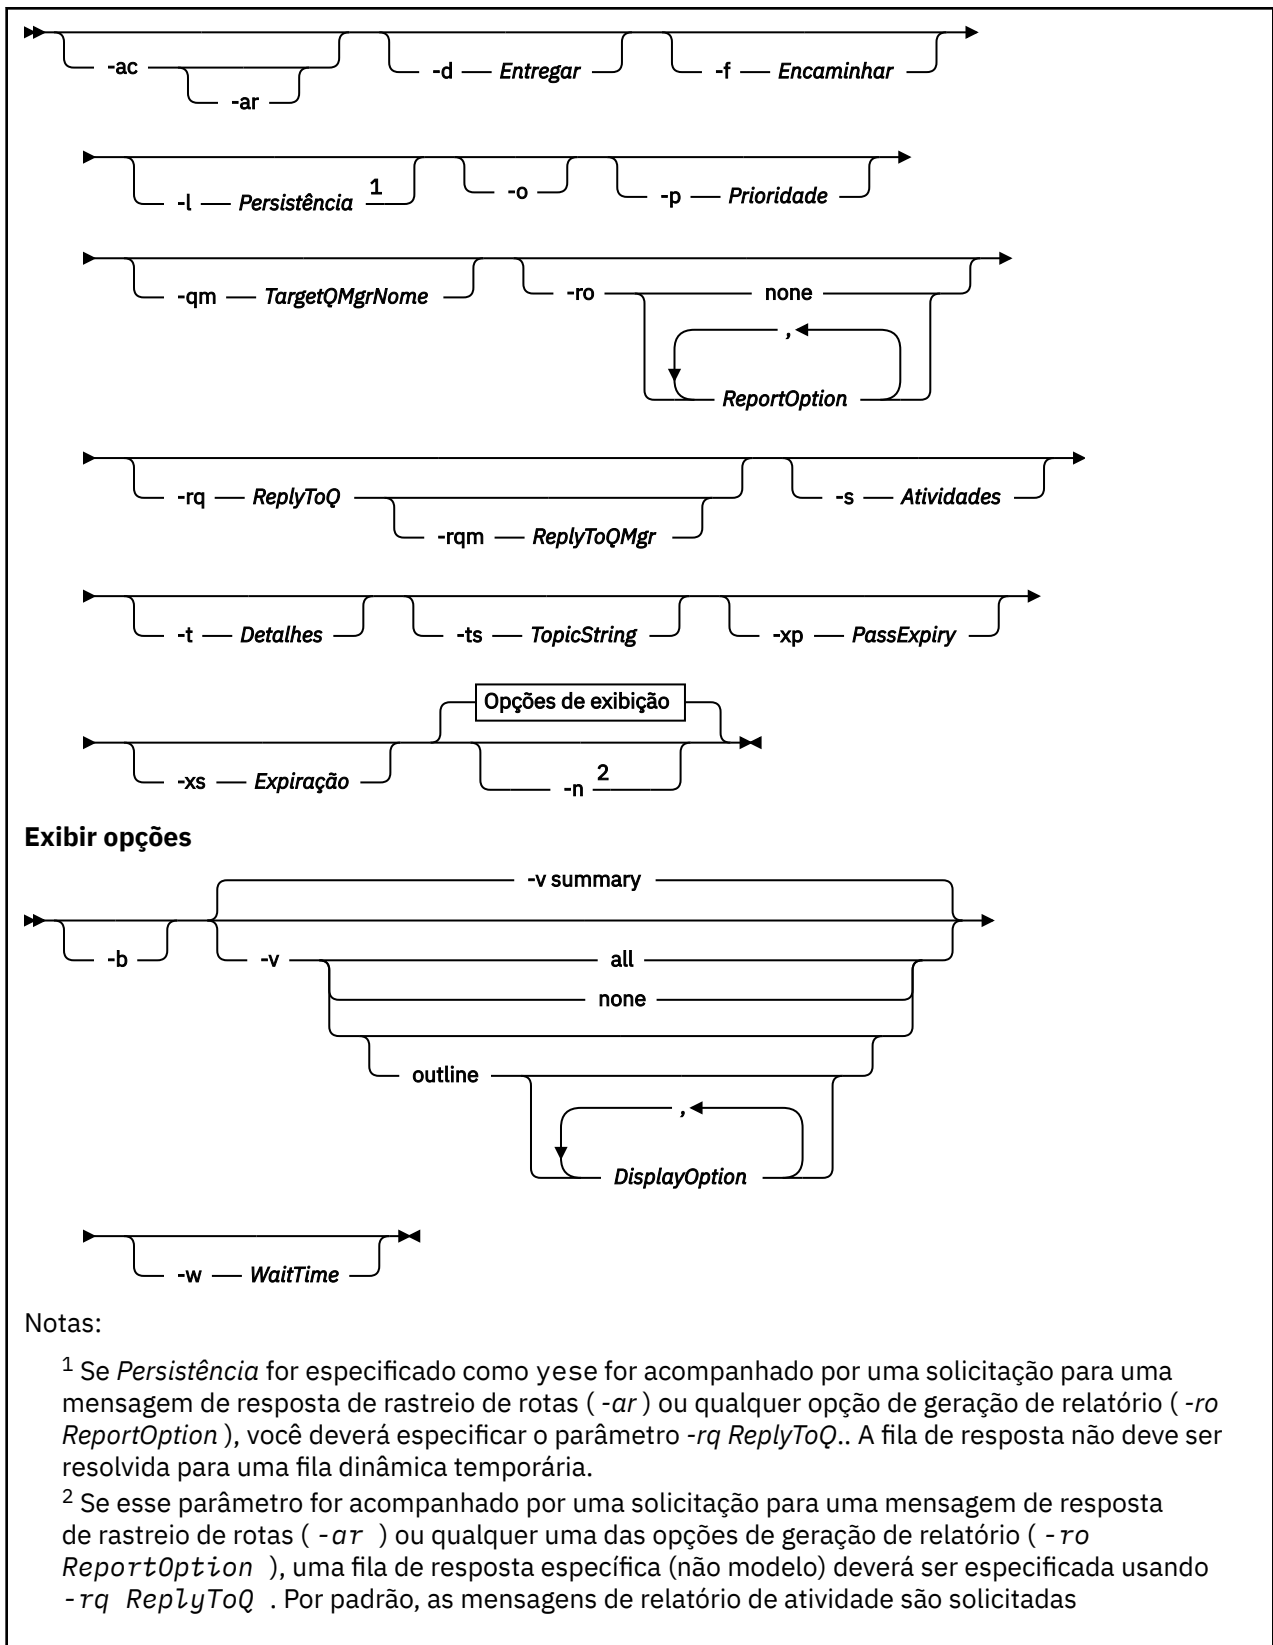 -ac
-ar
-d Entregar
-f Encaminhar
-l Persistência 1
-o
-p Prioridade
-qm TargetQMgrNome
-ro none
,
ReportOption
-rq ReplyToQ
-rqm ReplyToQMgr
-s Atividades
-t Detalhes
-ts TopicString
-xp PassExpiry
Opções de exibição
-xs Expiração
-n 2
Exibir opções
-v summary
-b
-v all
none
outline
,
DisplayOption
-w WaitTime
Notas:
1 Se Persistência for especificado como yese for acompanhado por uma solicitação para uma
mensagem de resposta de rastreio de rotas ( -ar ) ou qualquer opção de geração de relatório ( -ro
ReportOption ), você deverá especificar o parâmetro -rq ReplyToQ.. A fila de resposta não deve ser
resolvida para uma fila dinâmica temporária.
2 Se esse parâmetro for acompanhado por uma solicitação para uma mensagem de resposta
de rastreio de rotas ( -ar ) ou qualquer uma das opções de geração de relatório ( -ro
ReportOption ), uma fila de resposta específica (não modelo) deverá ser especificada usando
-rq ReplyToQ . Por padrão, as mensagens de relatório de atividade são solicitadas